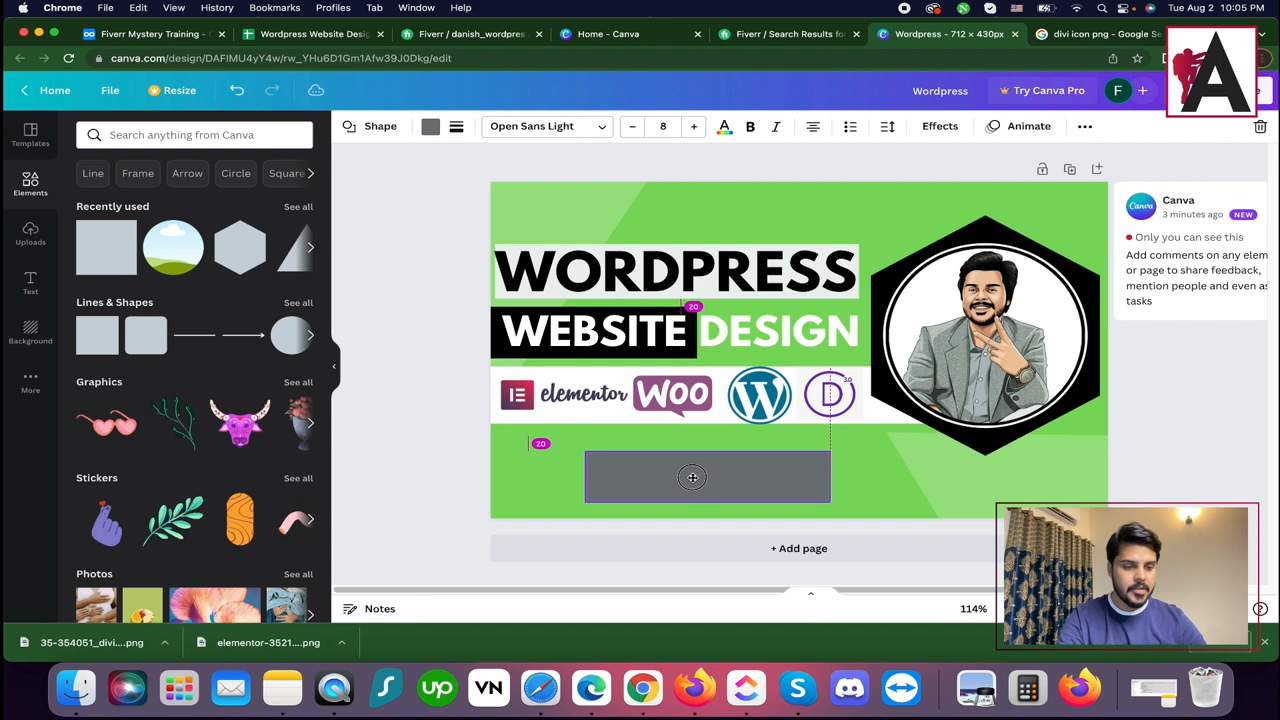 Chrome File Edit View History Bookmarks Profiles Tab Window Help Tue Aug 2 10:05 PM
Fiverr Mystery Training - Wordpress Website Desig Fiverr / danish_wordpres Home - Canva Fiverr / Search Results for Wordpress - 712 × 430px divi icon png - Google Se
canva.com/design/DAFIMU4yY4w/rw_YHu6D1Gm1Afw39J0Dkg/edit
A
Home File Resize Wordpress Try Canva Pro F
Search anything from Canva
Shape Open Sans Light 8 A B I Effects Animate
Templates
Elements
Uploads
Text
Background
More
Line Frame Arrow Circle Square
Recently used See all
Lines & Shapes See all
Graphics See all
Stickers See all
Photos See all
WORDPRESS
20
WEBSITE DESIGN
elementor WOO W D 3.0
20
Canva
Canva
3 minutes ago NEW
Only you can see this
Add comments on any elem
or page to share feedback,
mention people and even as
tasks
+ Add page
Notes 114%
35-354051_divi....png elementor-3521....png
up VN